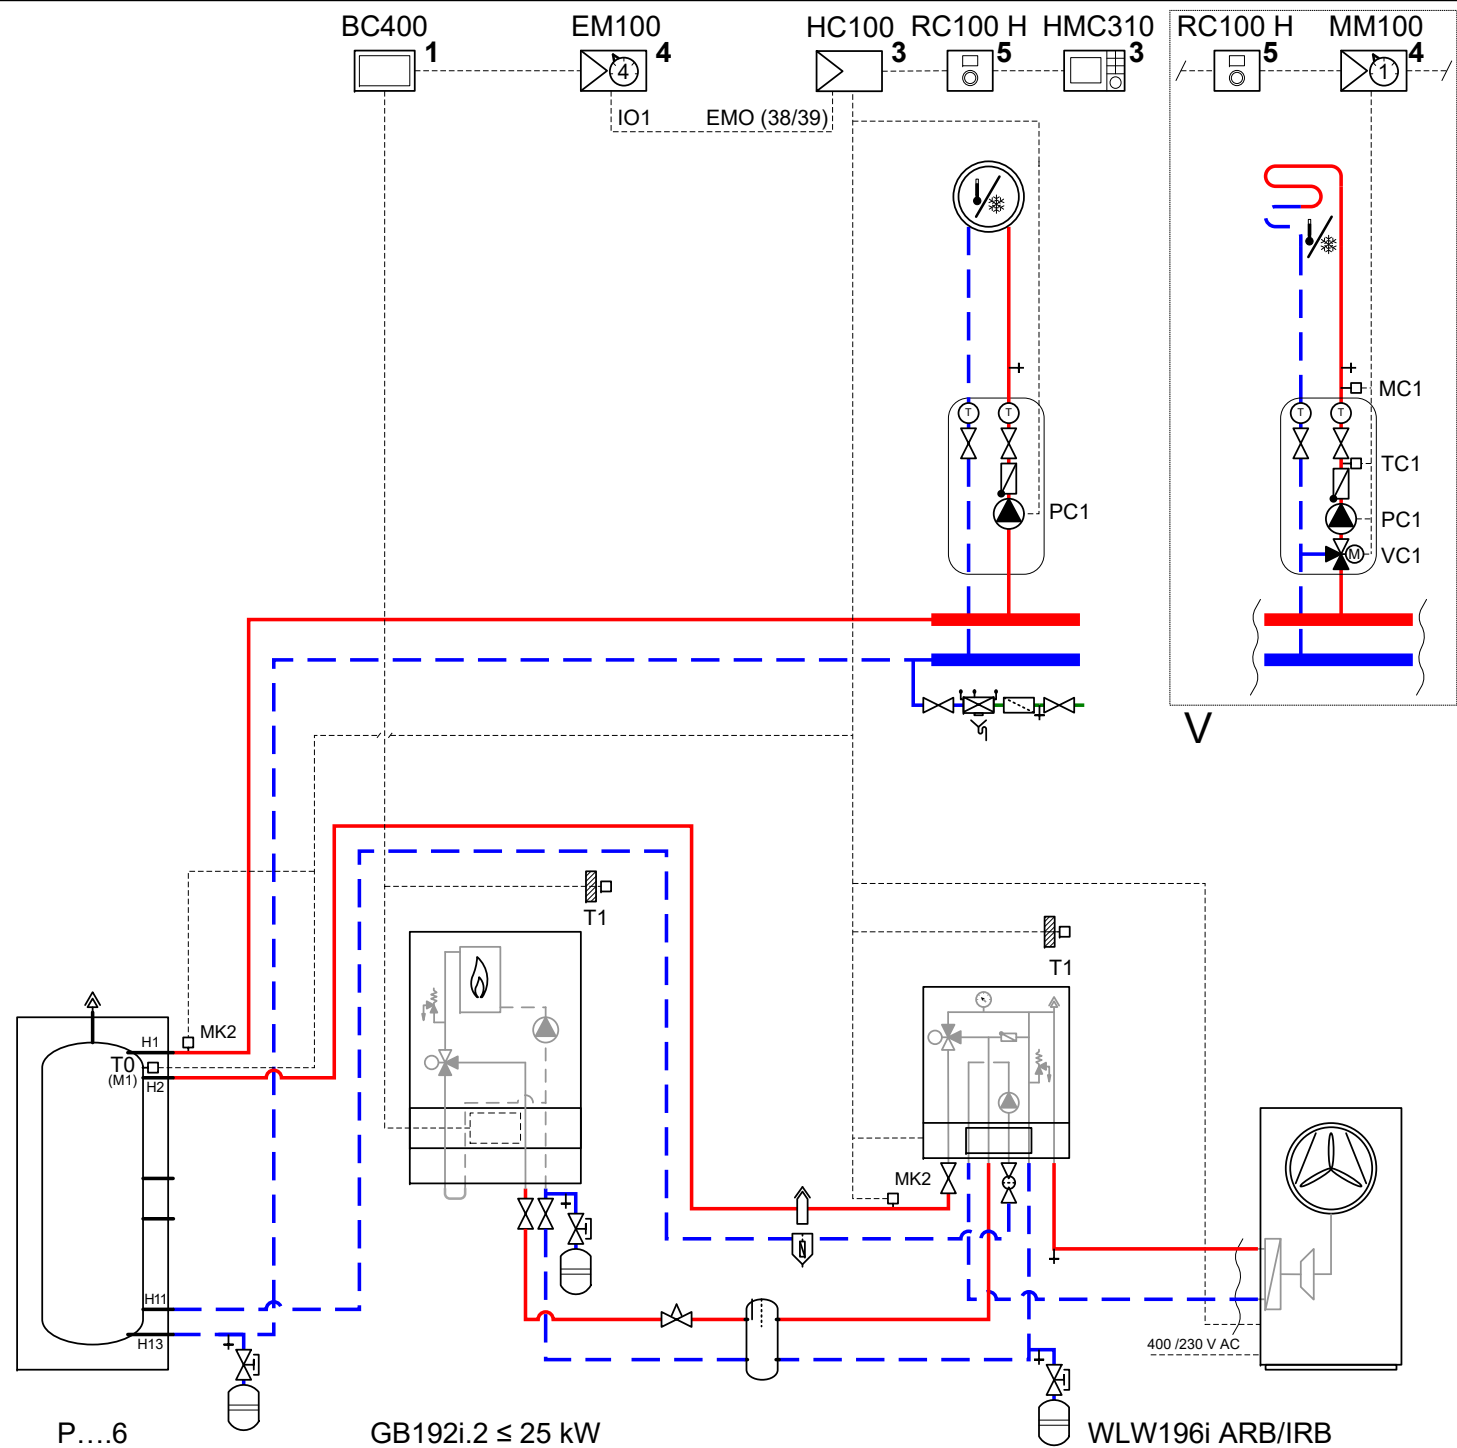 BC400 EM100 HC100 RC100 H HMC310 RC100 H MM100
1 4 3 5 3 5 4
4 1
IO1 EMO (38/39)
MC1
T T T T
TC1
PC1 PC1
M VC1
V
T1
T1
MK2
H1
T0
(M1)
H2
MK2
H11
H13
400 /230 V AC
P....6 GB192i.2 ≤ 25 kW WLW196i ARB/IRB